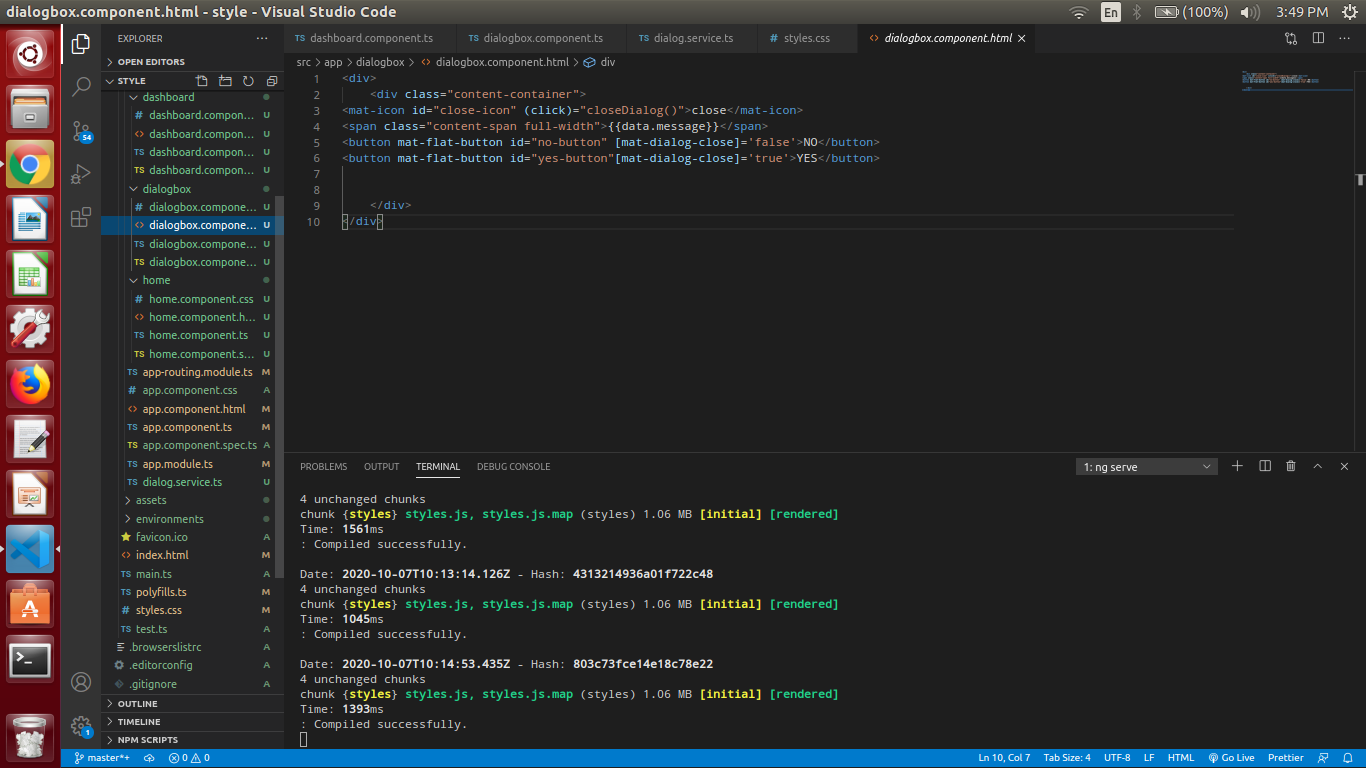 dialogbox.component.html - style - Visual Studio Code
En
(100%)
3:49 PM
EXPLORER
OPEN EDITORS
STYLE
dashboard
dashboard.compon... U
dashboard.compon... U
dashboard.compon... U
dashboard.compon... U
dialogbox
dialogbox.compone... U
dialogbox.compone... U
dialogbox.compone... U
dialogbox.compone... U
home
home.component.css U
home.component.h... U
home.component.ts U
home.component.s... U
TS app-routing.module.ts M
# app.component.css A
<> app.component.html M
TS app.component.ts M
TS app.component.spec.ts A
TS app.module.ts M
TS dialog.service.ts U
assets
environments
favicon.ico A
<> index.html M
TS main.ts A
TS polyfills.ts M
# styles.css M
TS test.ts A
.browserslistrc A
.editorconfig A
.gitignore A
OUTLINE
TIMELINE
NPM SCRIPTS
54
1
TS dashboard.component.ts
TS dialogbox.component.ts
TS dialog.service.ts
# styles.css
<> dialogbox.component.html ×
src > app > dialogbox > <> dialogbox.component.html > div
1 <div>
2     <div class="content-container">
3 <mat-icon id="close-icon" (click)="closeDialog()">close</mat-icon>
4 <span class="content-span full-width">{{data.message}}</span>
5 <button mat-flat-button id="no-button" [mat-dialog-close]='false'>NO</button>
6 <button mat-flat-button id="yes-button"[mat-dialog-close]='true'>YES</button>
7
8
9     </div>
10 </div>
PROBLEMS OUTPUT TERMINAL DEBUG CONSOLE
1: ng serve
4 unchanged chunks
chunk {styles} styles.js, styles.js.map (styles) 1.06 MB [initial] [rendered]
Time: 1561ms
: Compiled successfully.
Date: 2020-10-07T10:13:14.126Z - Hash: 4313214936a01f722c48
4 unchanged chunks
chunk {styles} styles.js, styles.js.map (styles) 1.06 MB [initial] [rendered]
Time: 1045ms
: Compiled successfully.
Date: 2020-10-07T10:14:53.435Z - Hash: 803c73fce14e18c78e22
4 unchanged chunks
chunk {styles} styles.js, styles.js.map (styles) 1.06 MB [initial] [rendered]
Time: 1393ms
: Compiled successfully.
master*+
0 0
Ln 10, Col 7
Tab Size: 4
UTF-8
LF
HTML
Go Live
Prettier